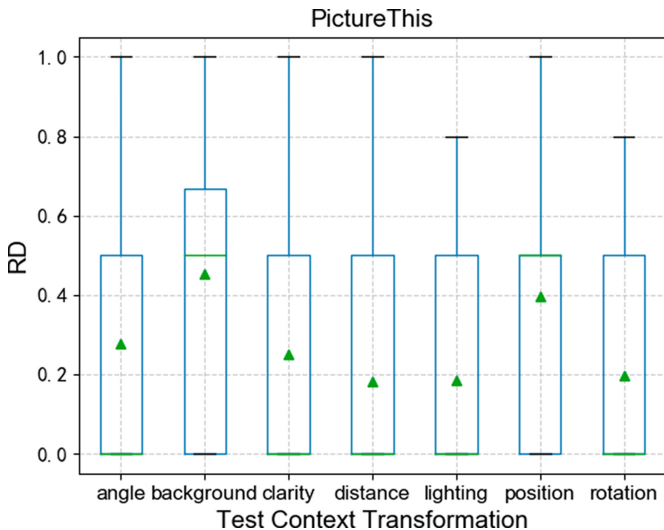 PictureThis
RD
1.0
0.8
0.6
0.4
0.2
0.0
angle background clarity distance lighting position rotation
Test Context Transformation